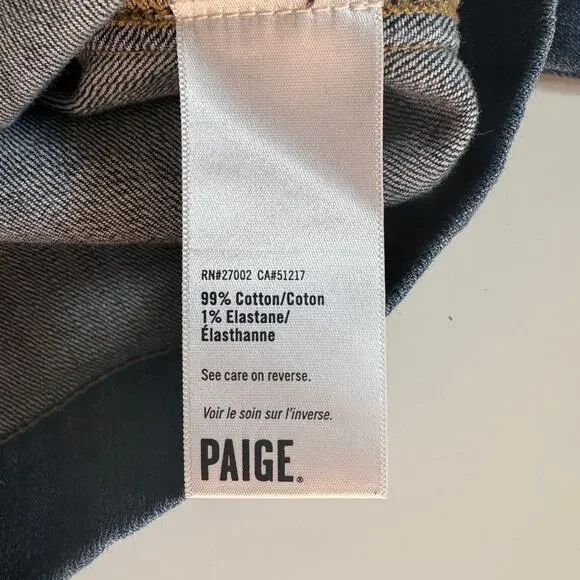 RN#27002 CA#51217
99% Cotton/Coton
1% Elastane/
Élasthanne
See care on reverse.
Voir le soin sur l'inverse.
PAIGE®